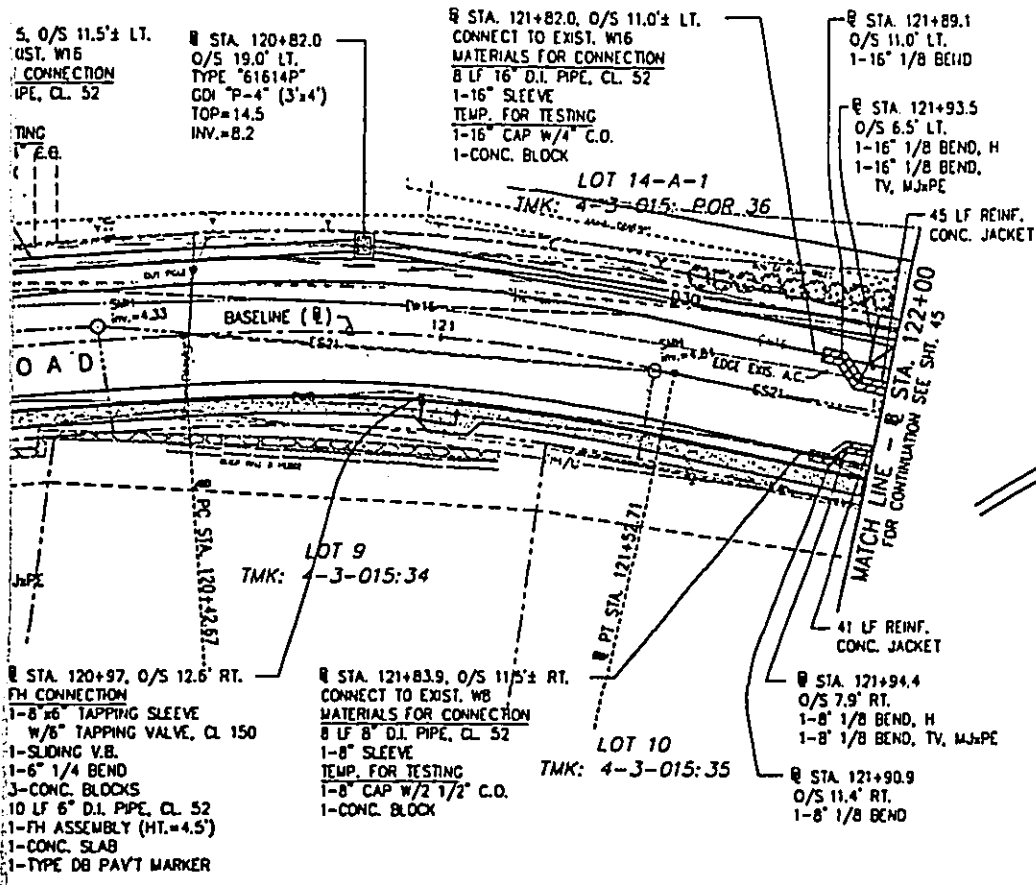 5, O/S 11.5'± LT.
IST. W16
CONNECTION
IPE, CL. 52
TING
C.O.
℄ STA. 120+82.0
O/S 19.0' LT.
TYPE "61614P"
GDI "P-4" (3'x4')
TOP=14.5
INV.=8.2
℄ STA. 121+82.0, O/S 11.0'± LT.
CONNECT TO EXIST. W16
MATERIALS FOR CONNECTION
8 LF 16" D.I. PIPE, CL. 52
1-16" SLEEVE
TEMP. FOR TESTING
1-16" CAP W/4" C.O.
1-CONC. BLOCK
℄ STA. 121+89.1
O/S 11.0' LT.
1-16" 1/8 BEND
℄ STA. 121+93.5
O/S 6.5' LT.
1-16" 1/8 BEND, H
1-16" 1/8 BEND,
TV, MJxPE
45 LF REINF.
CONC. JACKET
LOT 14-A-1
TMK: 4-3-015: POR 36
SMH
inv.=4.33
BASELINE (℄)
121
ES21
OAD
SMH
EDGE EXIS. A.C.
ES21
MATCH LINE - ℄ STA. 122+00
FOR CONTINUATION SEE SHT. 45
PC STA. 120+42.67
LOT 9
TMK: 4-3-015:34
℄ PT STA. 121+52.71
JxPE
LOT 10
TMK: 4-3-015:35
41 LF REINF.
CONC. JACKET
℄ STA. 120+97, O/S 12.6' RT.
FH CONNECTION
1-8"x6" TAPPING SLEEVE
W/6" TAPPING VALVE, CL 150
1-SLIDING V.B.
1-6" 1/4 BEND
3-CONC. BLOCKS
10 LF 6" D.I. PIPE, CL. 52
1-FH ASSEMBLY (HT.=4.5')
1-CONC. SLAB
1-TYPE DB PAV'T MARKER
℄ STA. 121+83.9, O/S 11.5'± RT.
CONNECT TO EXIST. W8
MATERIALS FOR CONNECTION
8 LF 8" D.I. PIPE, CL. 52
1-8" SLEEVE
TEMP. FOR TESTING
1-8" CAP W/2 1/2" C.O.
1-CONC. BLOCK
℄ STA. 121+94.4
O/S 7.9' RT.
1-8" 1/8 BEND, H
1-8" 1/8 BEND, TV, MJxPE
℄ STA. 121+90.9
O/S 11.4' RT.
1-8" 1/8 BEND